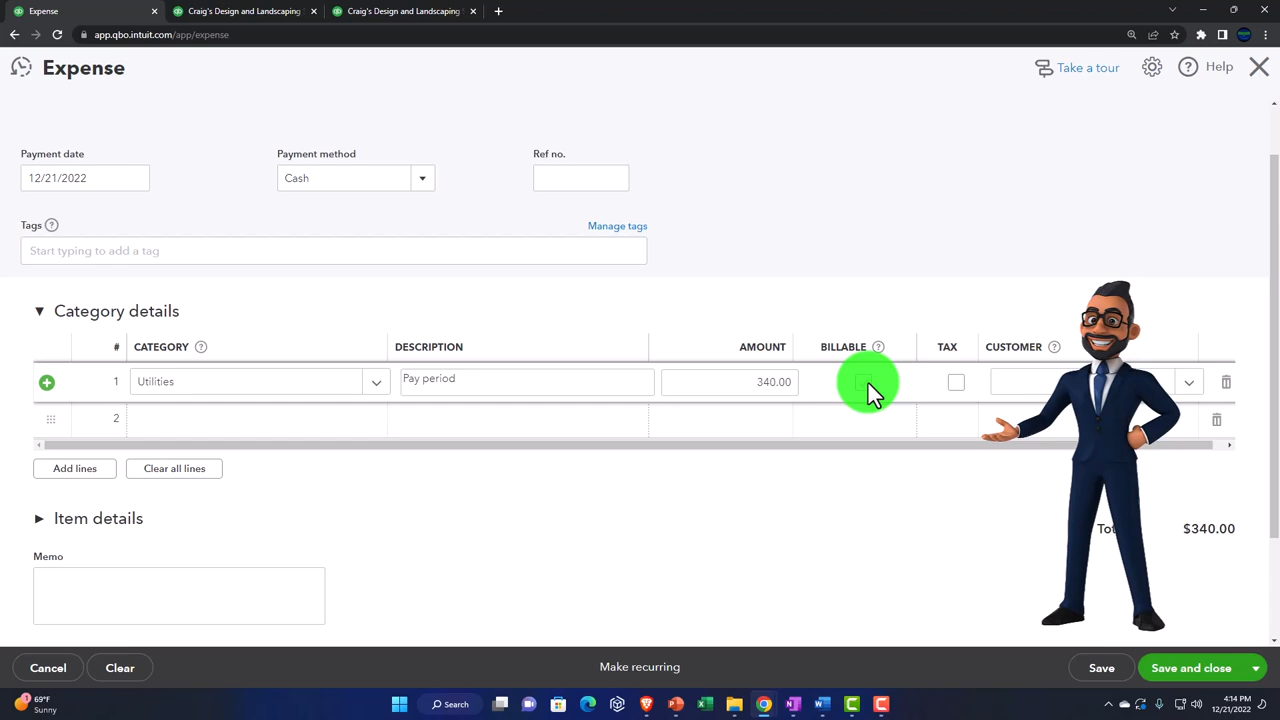 Expense
Craig's Design and Landscaping
Craig's Design and Landscaping
app.qbo.intuit.com/app/expense
Expense
Take a tour
Help
Payment date
Payment method
Ref no.
12/21/2022
Cash
Tags
Manage tags
Start typing to add a tag
Category details
# CATEGORY DESCRIPTION AMOUNT BILLABLE TAX CUSTOMER
1 Utilities Pay period 340.00
2
Add lines Clear all lines
Item details
$340.00
Memo
Cancel Clear Make recurring Save Save and close
1
69°F
Sunny
Search
4:14 PM
12/21/2022